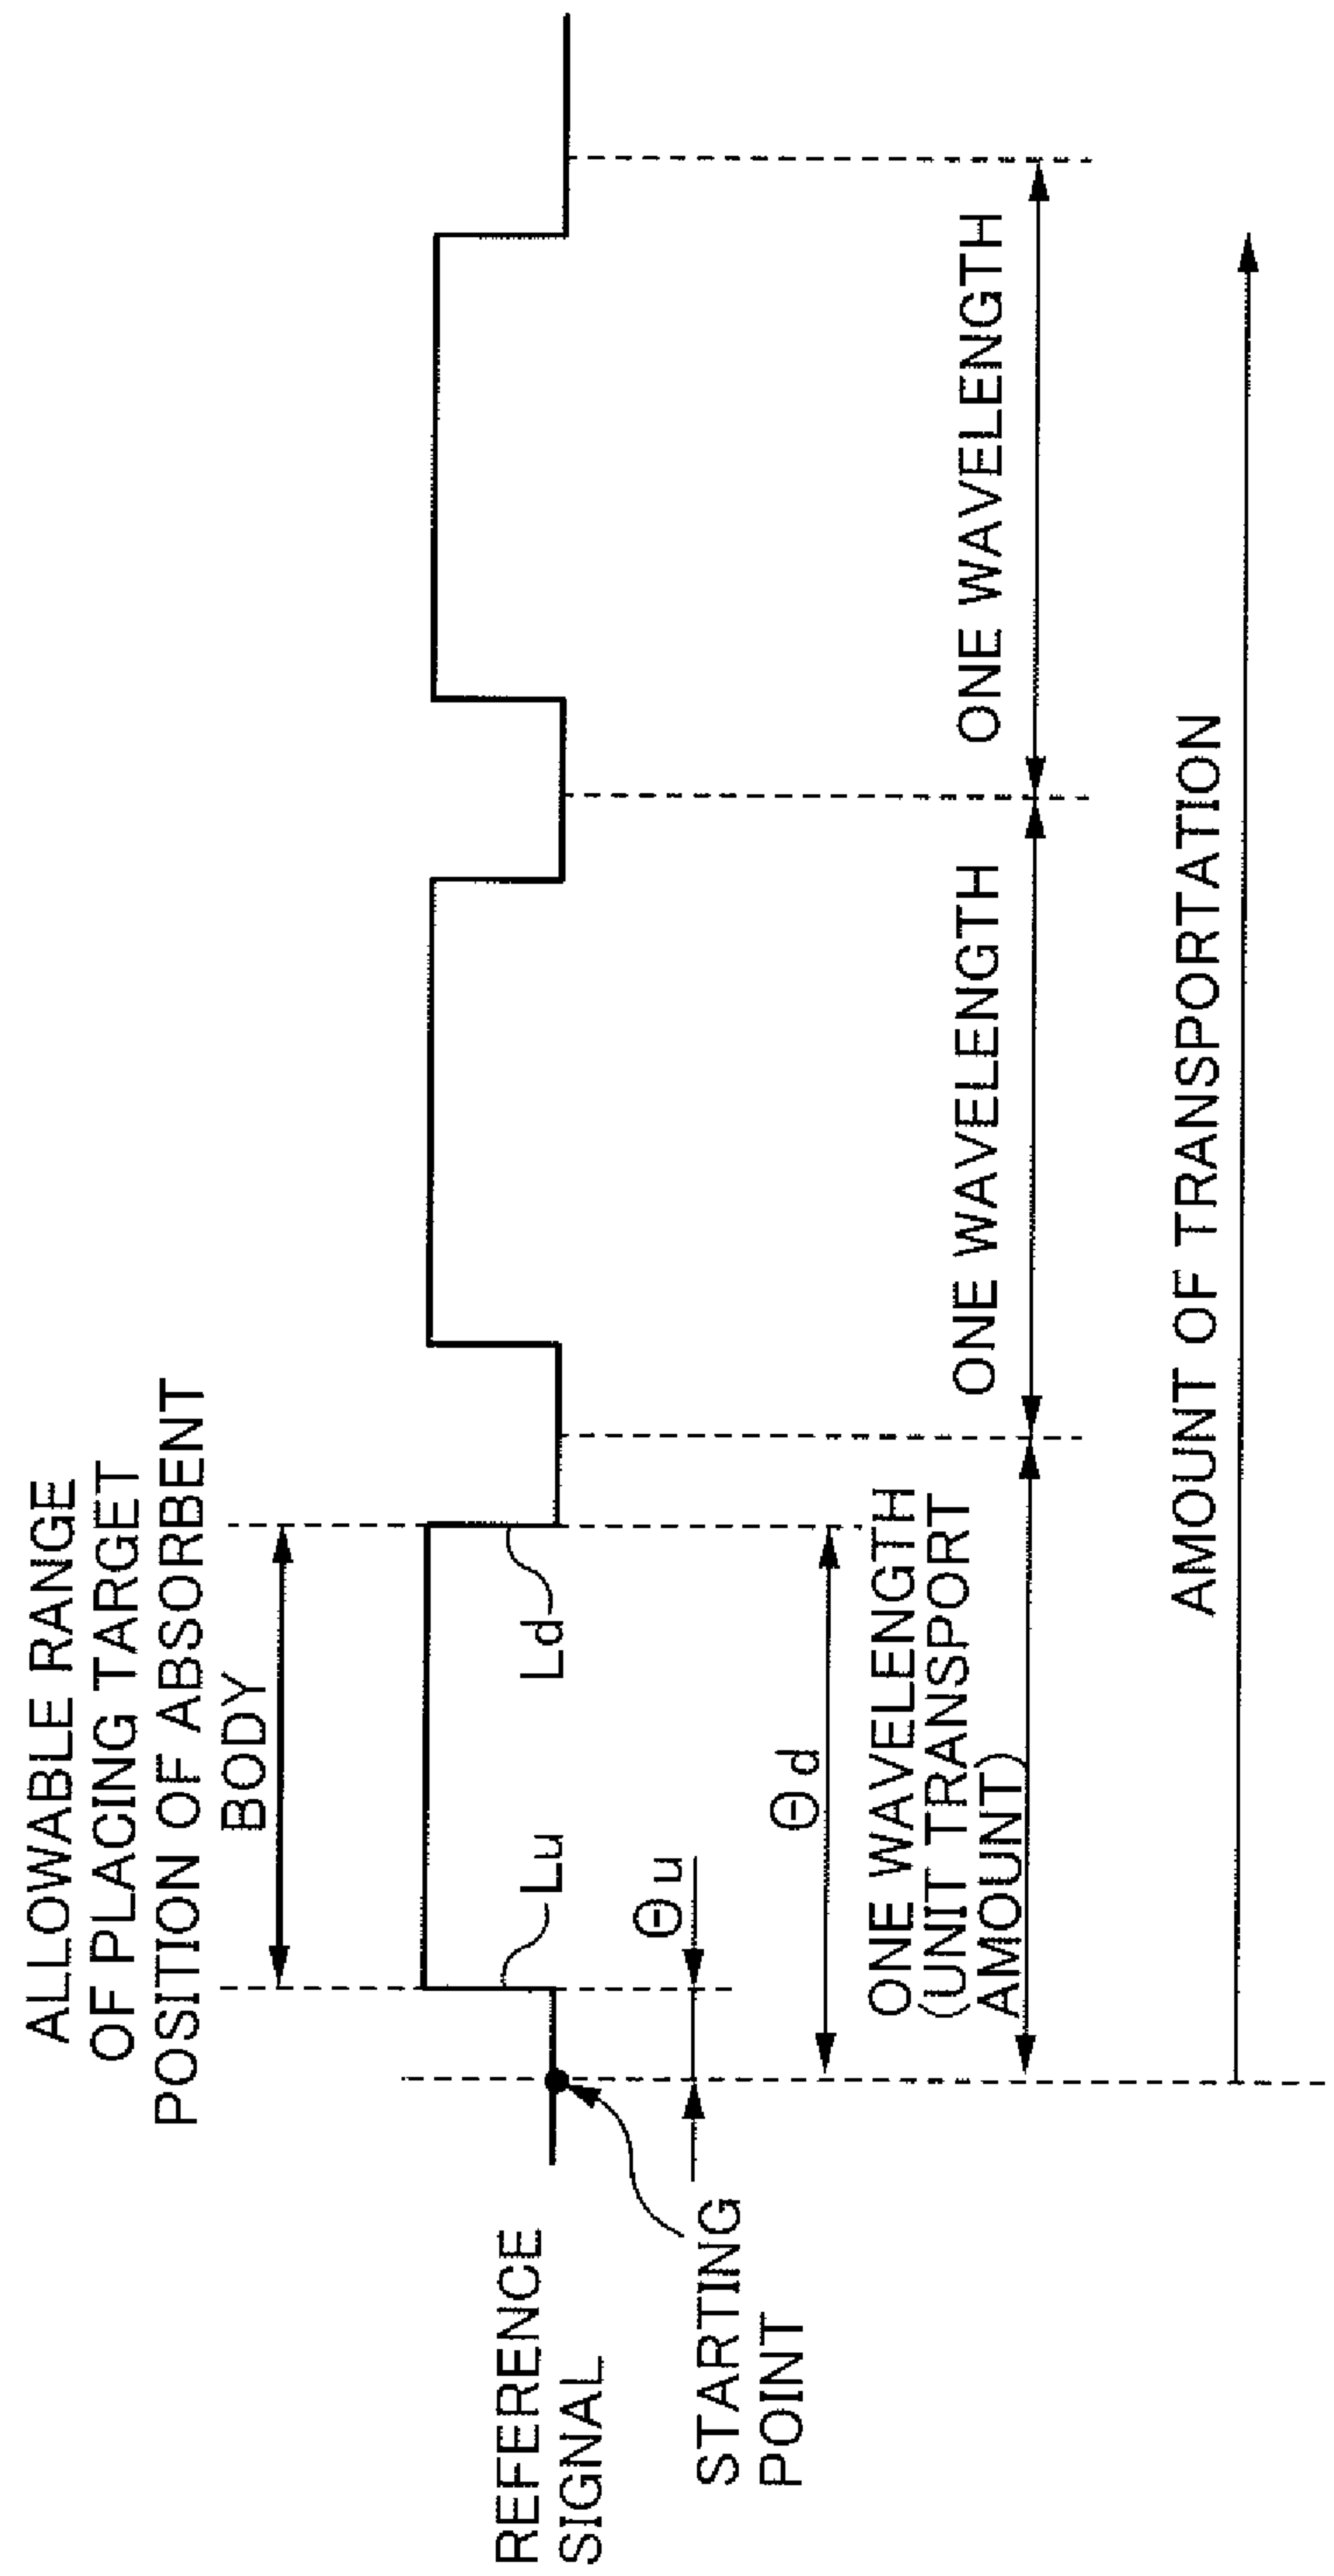 ALLOWABLE RANGE
OF PLACING TARGET
POSITION OF ABSORBENT
BODY
REFERENCE
SIGNAL
Lu
Ld
STARTING
POINT
Θu
Θd
ONE WAVELENGTH
(UNIT TRANSPORT
AMOUNT)
ONE WAVELENGTH
ONE WAVELENGTH
AMOUNT OF TRANSPORTATION